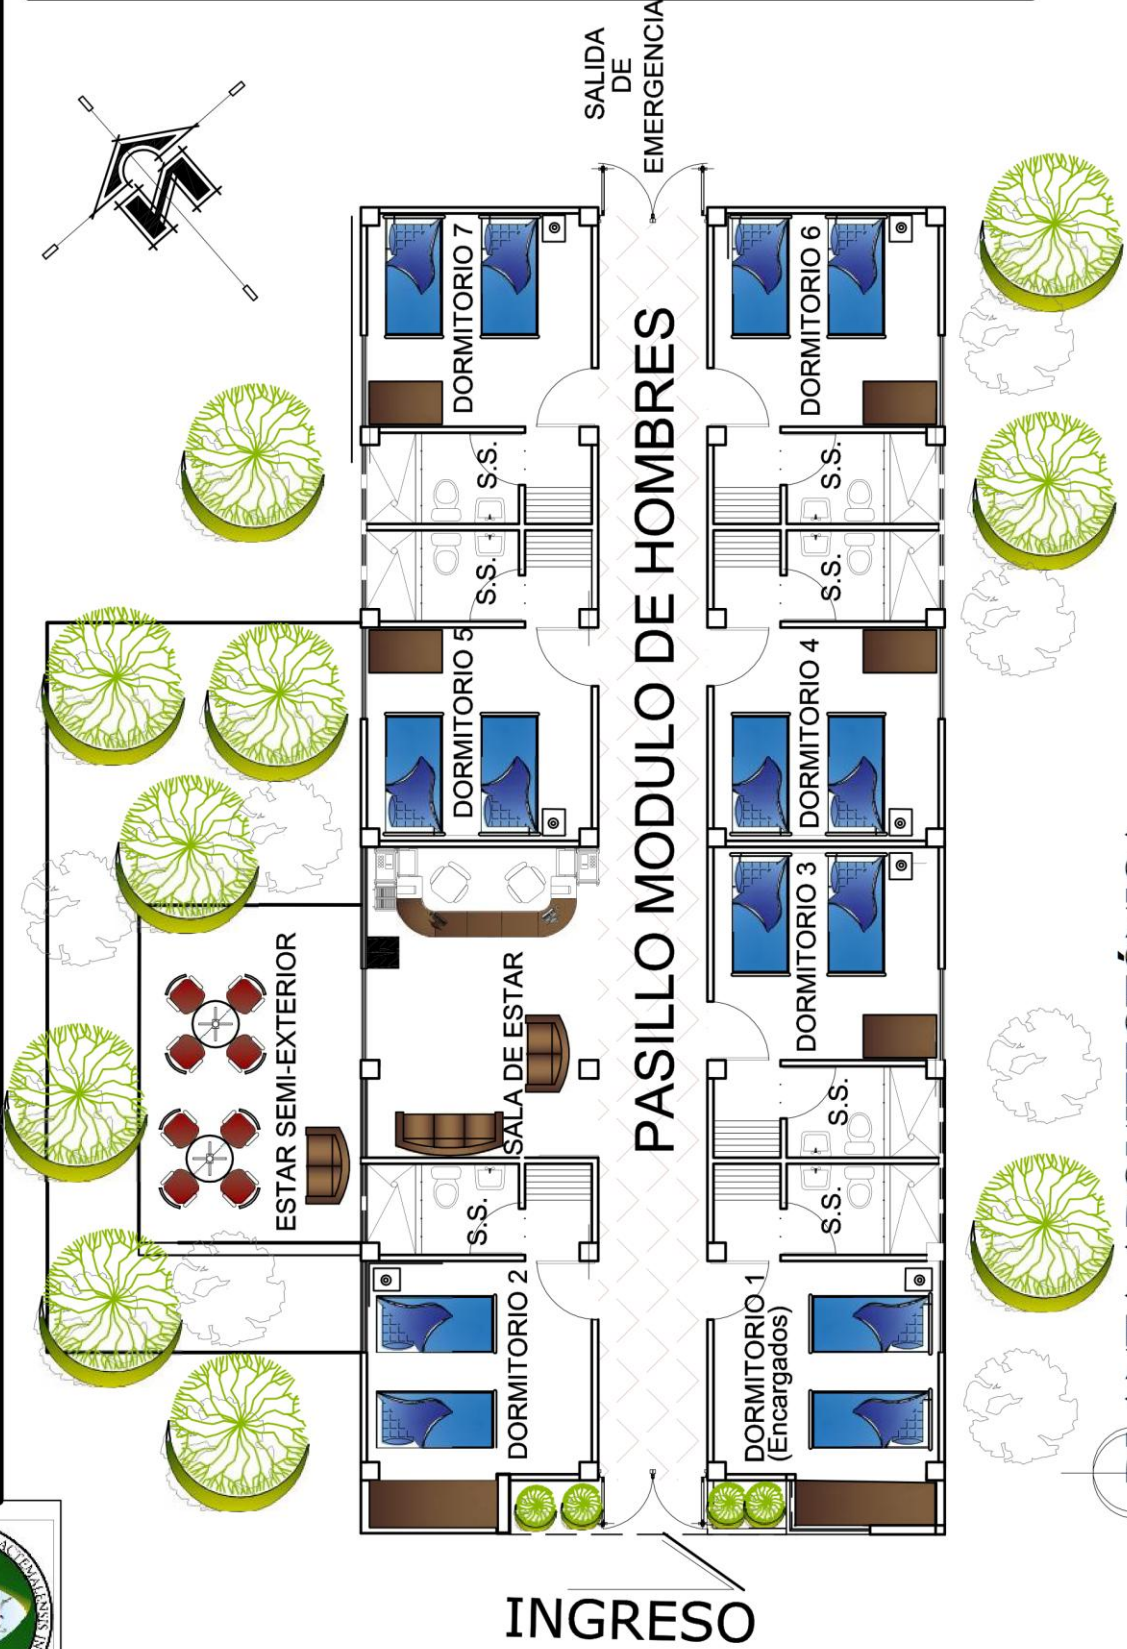 SALIDA
DE
EMERGENCIA
DORMITORIO 7
DORMITORIO 6
S.S.
S.S.
S.S.
S.S.
PASILLO MODULO DE HOMBRES
DORMITORIO 5
DORMITORIO 4
DORMITORIO 3
ESTAR SEMI-EXTERIOR
SALA DE ESTAR
S.S.
S.S.
S.S.
DORMITORIO 2
DORMITORIO 1
(Encargados)
INGRESO